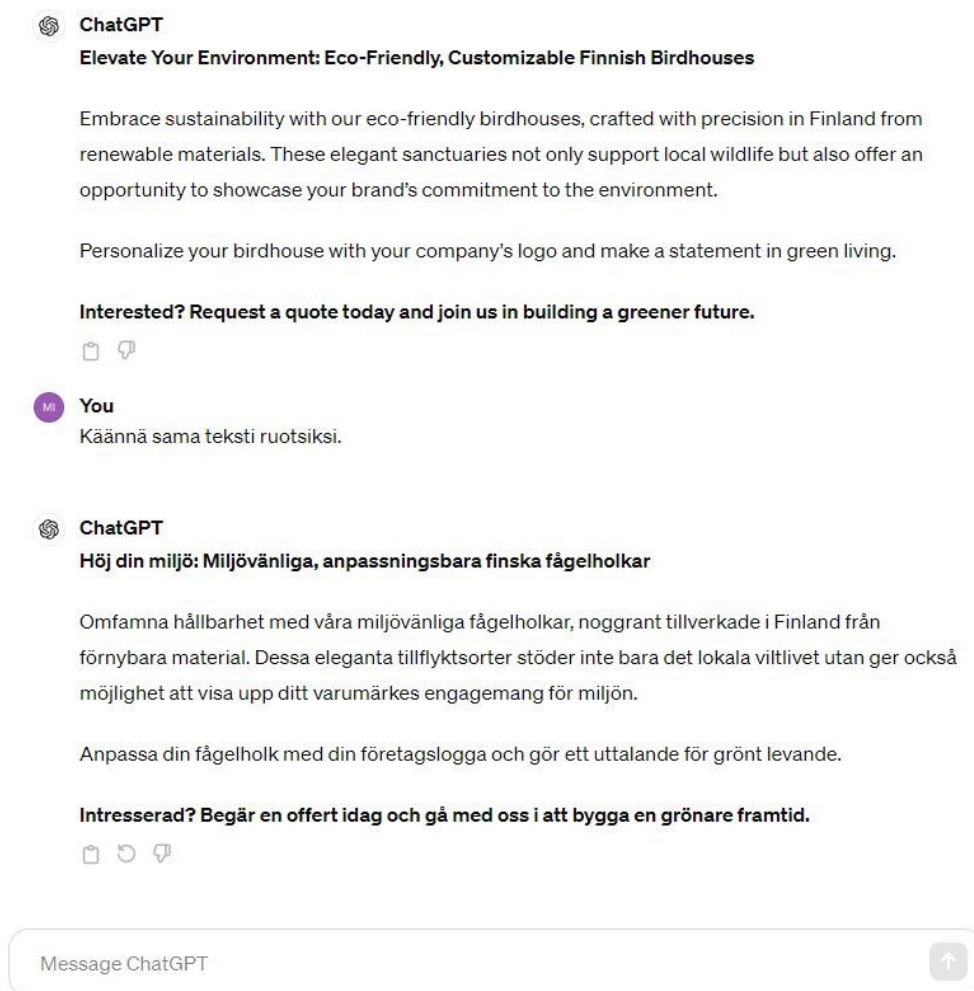 ChatGPT
Elevate Your Environment: Eco-Friendly, Customizable Finnish Birdhouses
Embrace sustainability with our eco-friendly birdhouses, crafted with precision in Finland from
renewable materials. These elegant sanctuaries not only support local wildlife but also offer an
opportunity to showcase your brand's commitment to the environment.
Personalize your birdhouse with your company's logo and make a statement in green living.
Interested? Request a quote today and join us in building a greener future.
MI
You
Käännä sama teksti ruotsiksi.
ChatGPT
Höj din miljö: Miljövänliga, anpassningsbara finska fågelholkar
Omfamna hållbarhet med våra miljövänliga fågelholkar, noggrant tillverkade i Finland från
förnybara material. Dessa eleganta tillflyktsorter stöder inte bara det lokala viltlivet utan ger också
möjlighet att visa upp ditt varumärkes engagemang för miljön.
Anpassa din fågelholk med din företagslogga och gör ett uttalande för grönt levande.
Intresserad? Begär en offert idag och gå med oss i att bygga en grönare framtid.
Message ChatGPT